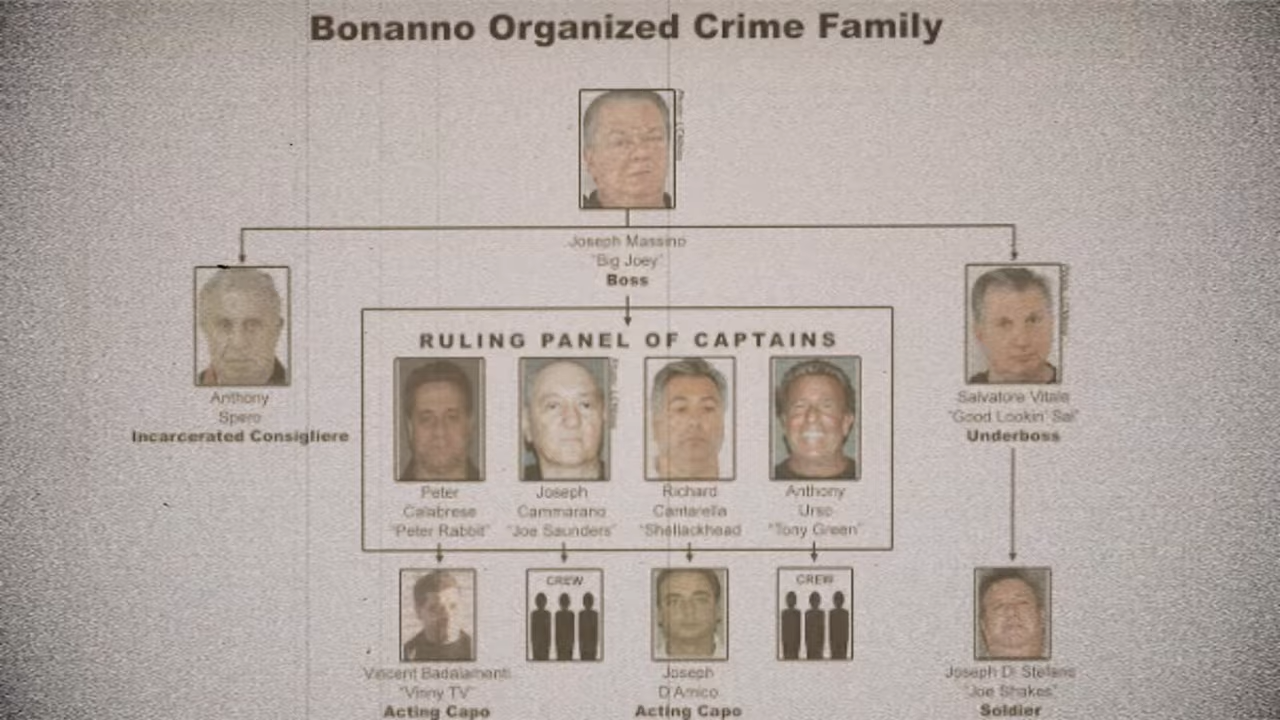 Bonanno Organized Crime Family
Joseph Massino
"Big Joey"
Boss
Anthony
Spero
Incarcerated Consigliere
RULING PANEL OF CAPTAINS
Peter
Calabrese
"Peter Rabbit"
Joseph
Cammarano
"Joe Saunders"
Richard
Cantarella
"Shellackhead
Anthony
Urso
"Tony Green"
Salvatore Vitale
"Good Lookin' Sal"
Underboss
Vincent Badalamenti
"Vinny TV"
Acting Capo
CREW
Joseph
D'Amico
Acting Capo
CREW
Joseph Di Stefano
"Joe Shakes"
Soldier